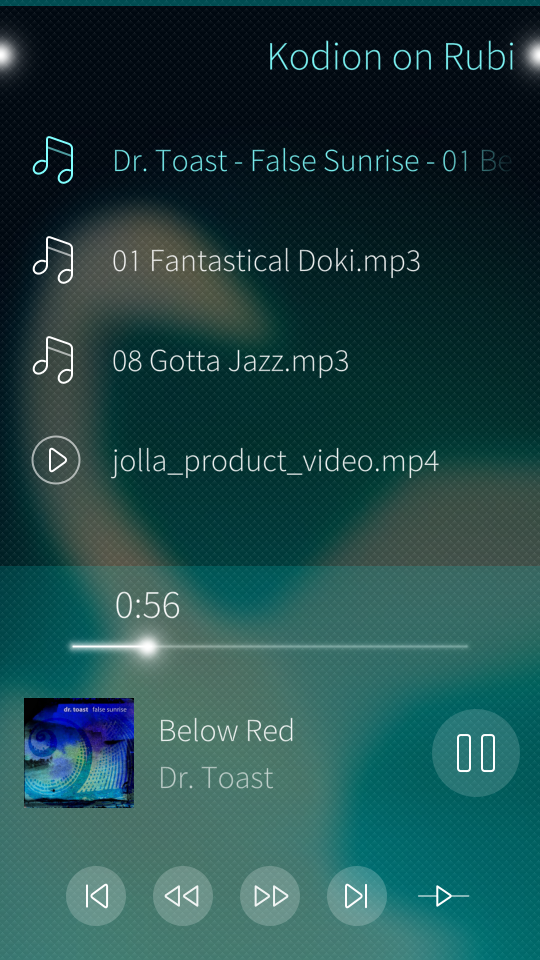 Kodion on Rubi
Dr. Toast - False Sunrise - 01 Be
01 Fantastical Doki.mp3
08 Gotta Jazz.mp3
jolla_product_video.mp4
0:56
dr. toast false sunrise
Below Red
Dr. Toast